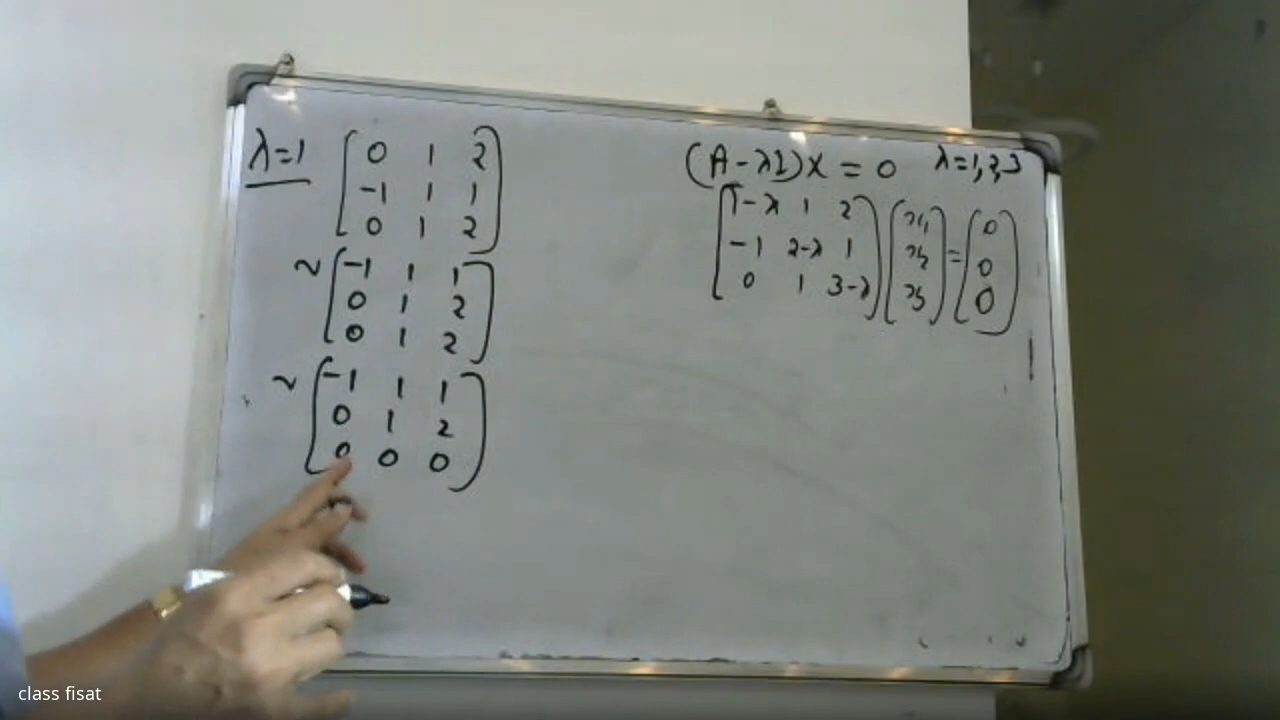 λ=1
0 1 2
-1 1 1
0 1 2
~ -1 1 1
0 1 2
0 1 2
~ -1 1 1
0 1 2
0 0 0
(A-λI)X = 0 λ=1,2,3
1-λ 1 2 x₁ 0
-1 2-λ 1 x₂ = 0
0 1 3-λ x₃ 0
class fisat